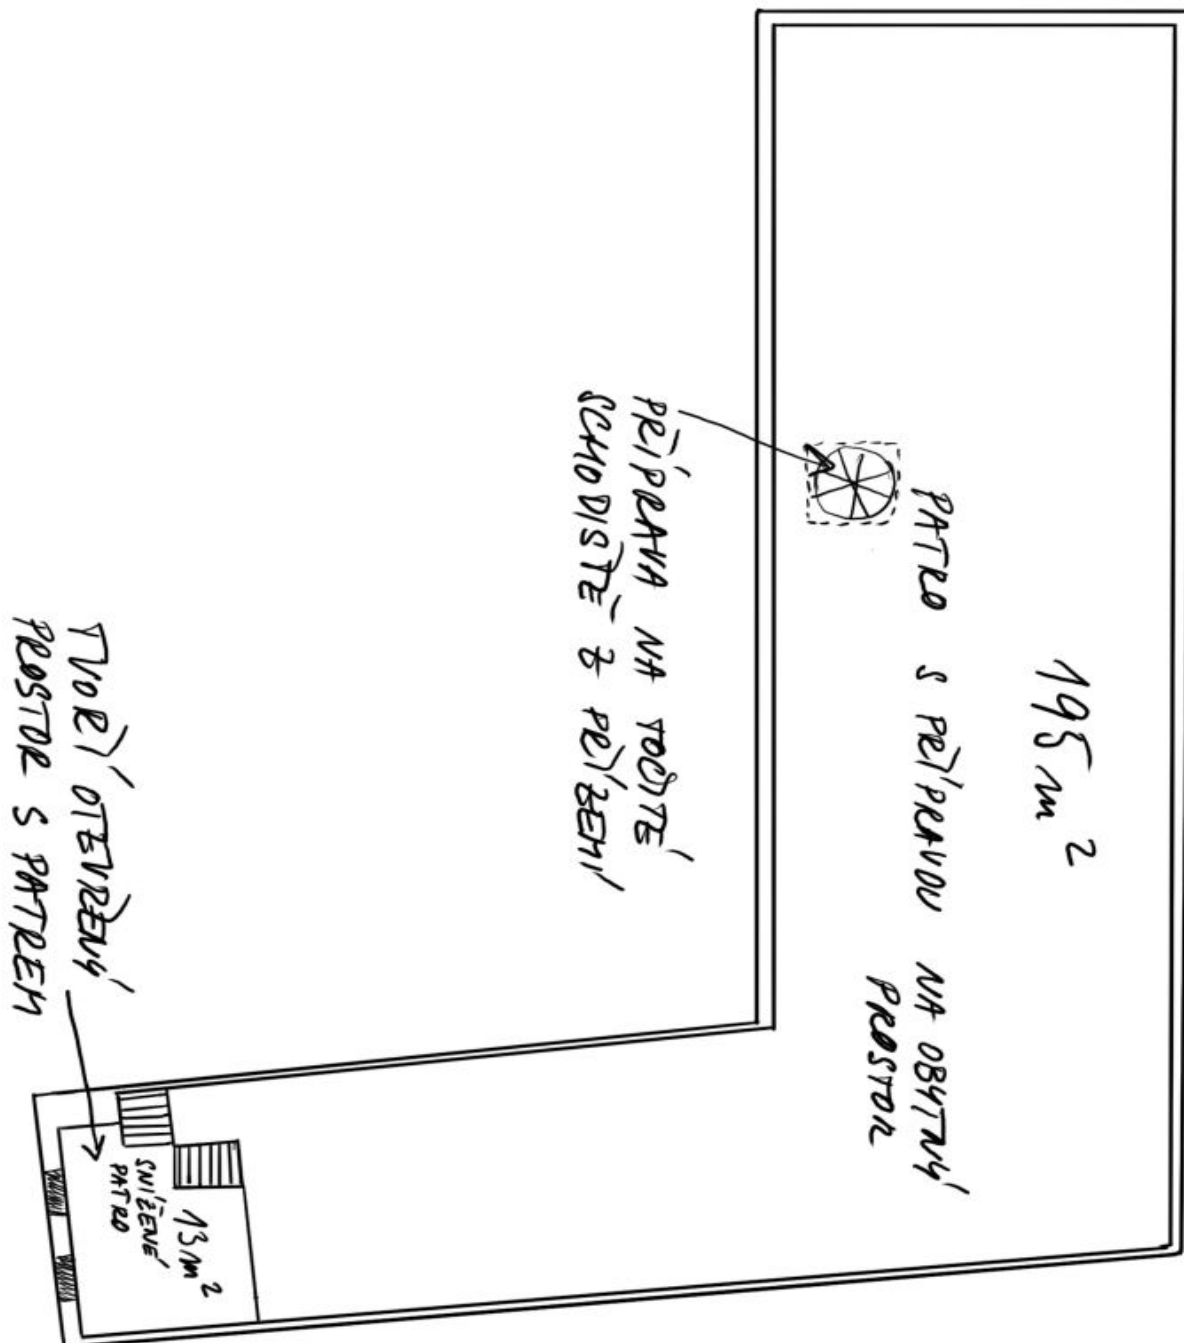 195 m²
PATRO S PŘÍPRAVOU NA OBYTNÝ
PROSTOR
PŘÍPRAVA NA TOČITÉ
SCHODIŠTĚ Z PŘÍZEMÍ
TVOŘÍ OTEVŘENÝ
PROSTOR S PATREM
13 m²
SNÍŽENÉ
PATRO